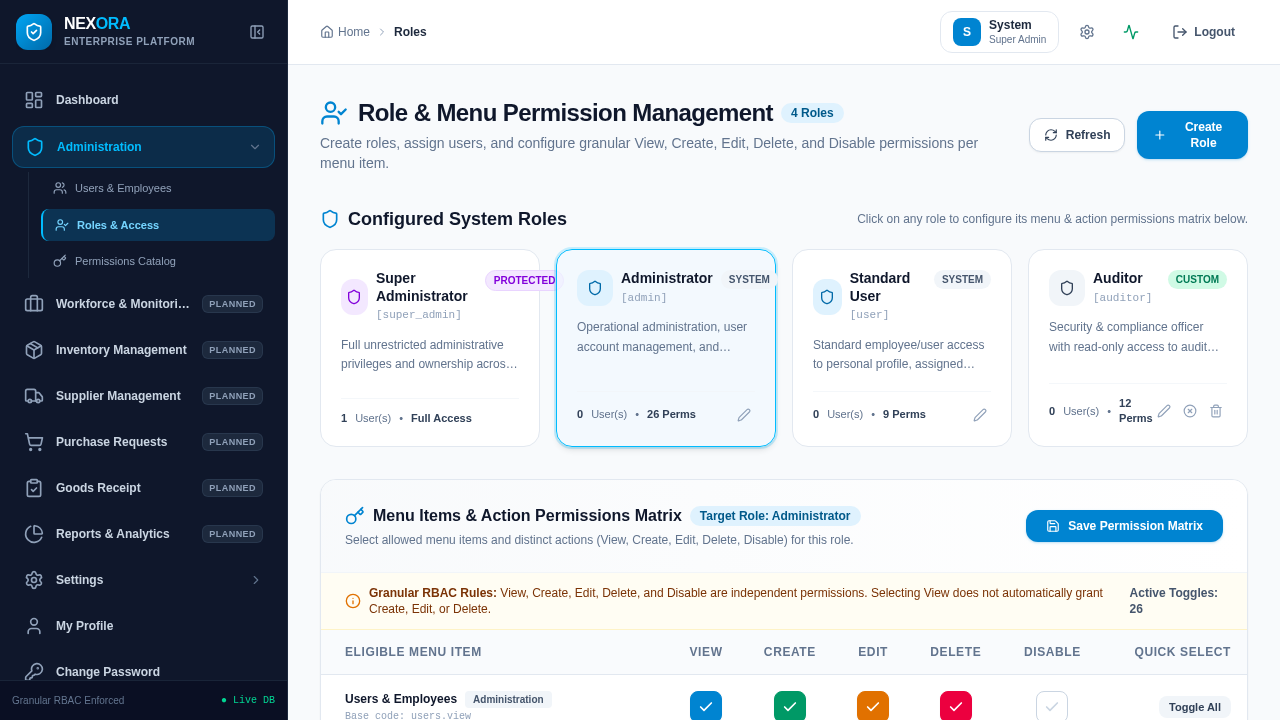 NEXORA
ENTERPRISE PLATFORM
Dashboard
Administration
Users & Employees
Roles & Access
Permissions Catalog
Workforce & Monitori... PLANNED
Inventory Management PLANNED
Supplier Management PLANNED
Purchase Requests PLANNED
Goods Receipt PLANNED
Reports & Analytics PLANNED
Settings
My Profile
Change Password
Granular RBAC Enforced ● Live DB
Home > Roles
S System
Super Admin
Logout
Role & Menu Permission Management 4 Roles
Create roles, assign users, and configure granular View, Create, Edit, Delete, and Disable permissions per
menu item.
Refresh
Create
Role
Configured System Roles
Click on any role to configure its menu & action permissions matrix below.
Super
Administrator
PROTECTED
[super_admin]
Full unrestricted administrative
privileges and ownership acros...
1 User(s) • Full Access
Administrator SYSTEM
[admin]
Operational administration, user
account management, and...
0 User(s) • 26 Perms
Standard
User
SYSTEM
[user]
Standard employee/user access
to personal profile, assigned...
0 User(s) • 9 Perms
Auditor CUSTOM
[auditor]
Security & compliance officer
with read-only access to audit...
0 User(s) • 12
Perms
Menu Items & Action Permissions Matrix Target Role: Administrator
Select allowed menu items and distinct actions (View, Create, Edit, Delete, Disable) for this role.
Save Permission Matrix
Granular RBAC Rules: View, Create, Edit, Delete, and Disable are independent permissions. Selecting View does not automatically grant
Create, Edit, or Delete.
Active Toggles:
26
ELIGIBLE MENU ITEM VIEW CREATE EDIT DELETE DISABLE QUICK SELECT
Users & Employees Administration
Base code: users.view
Toggle All